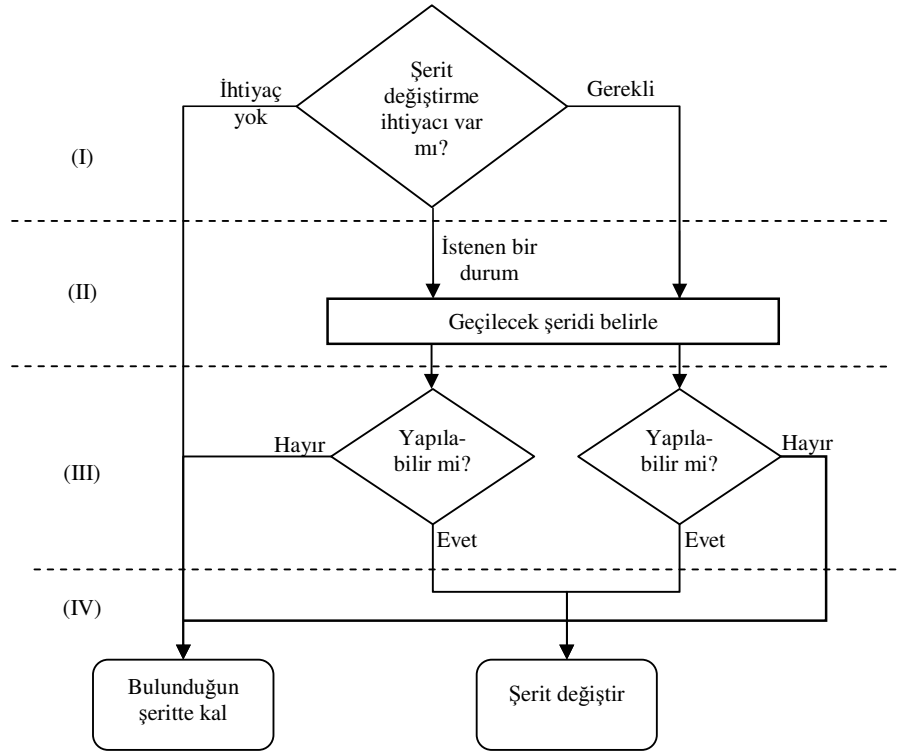 Şerit
değiştirme
ihtiyacı var
mı?
İhtiyaç
yok
Gerekli
(I)
İstenen bir
durum
(II)
Geçilecek şeridi belirle
Hayır
Yapıla-
bilir mi?
Yapıla-
bilir mi?
Hayır
(III)
Evet
Evet
(IV)
Bulunduğun
şeritte kal
Şerit değiştir